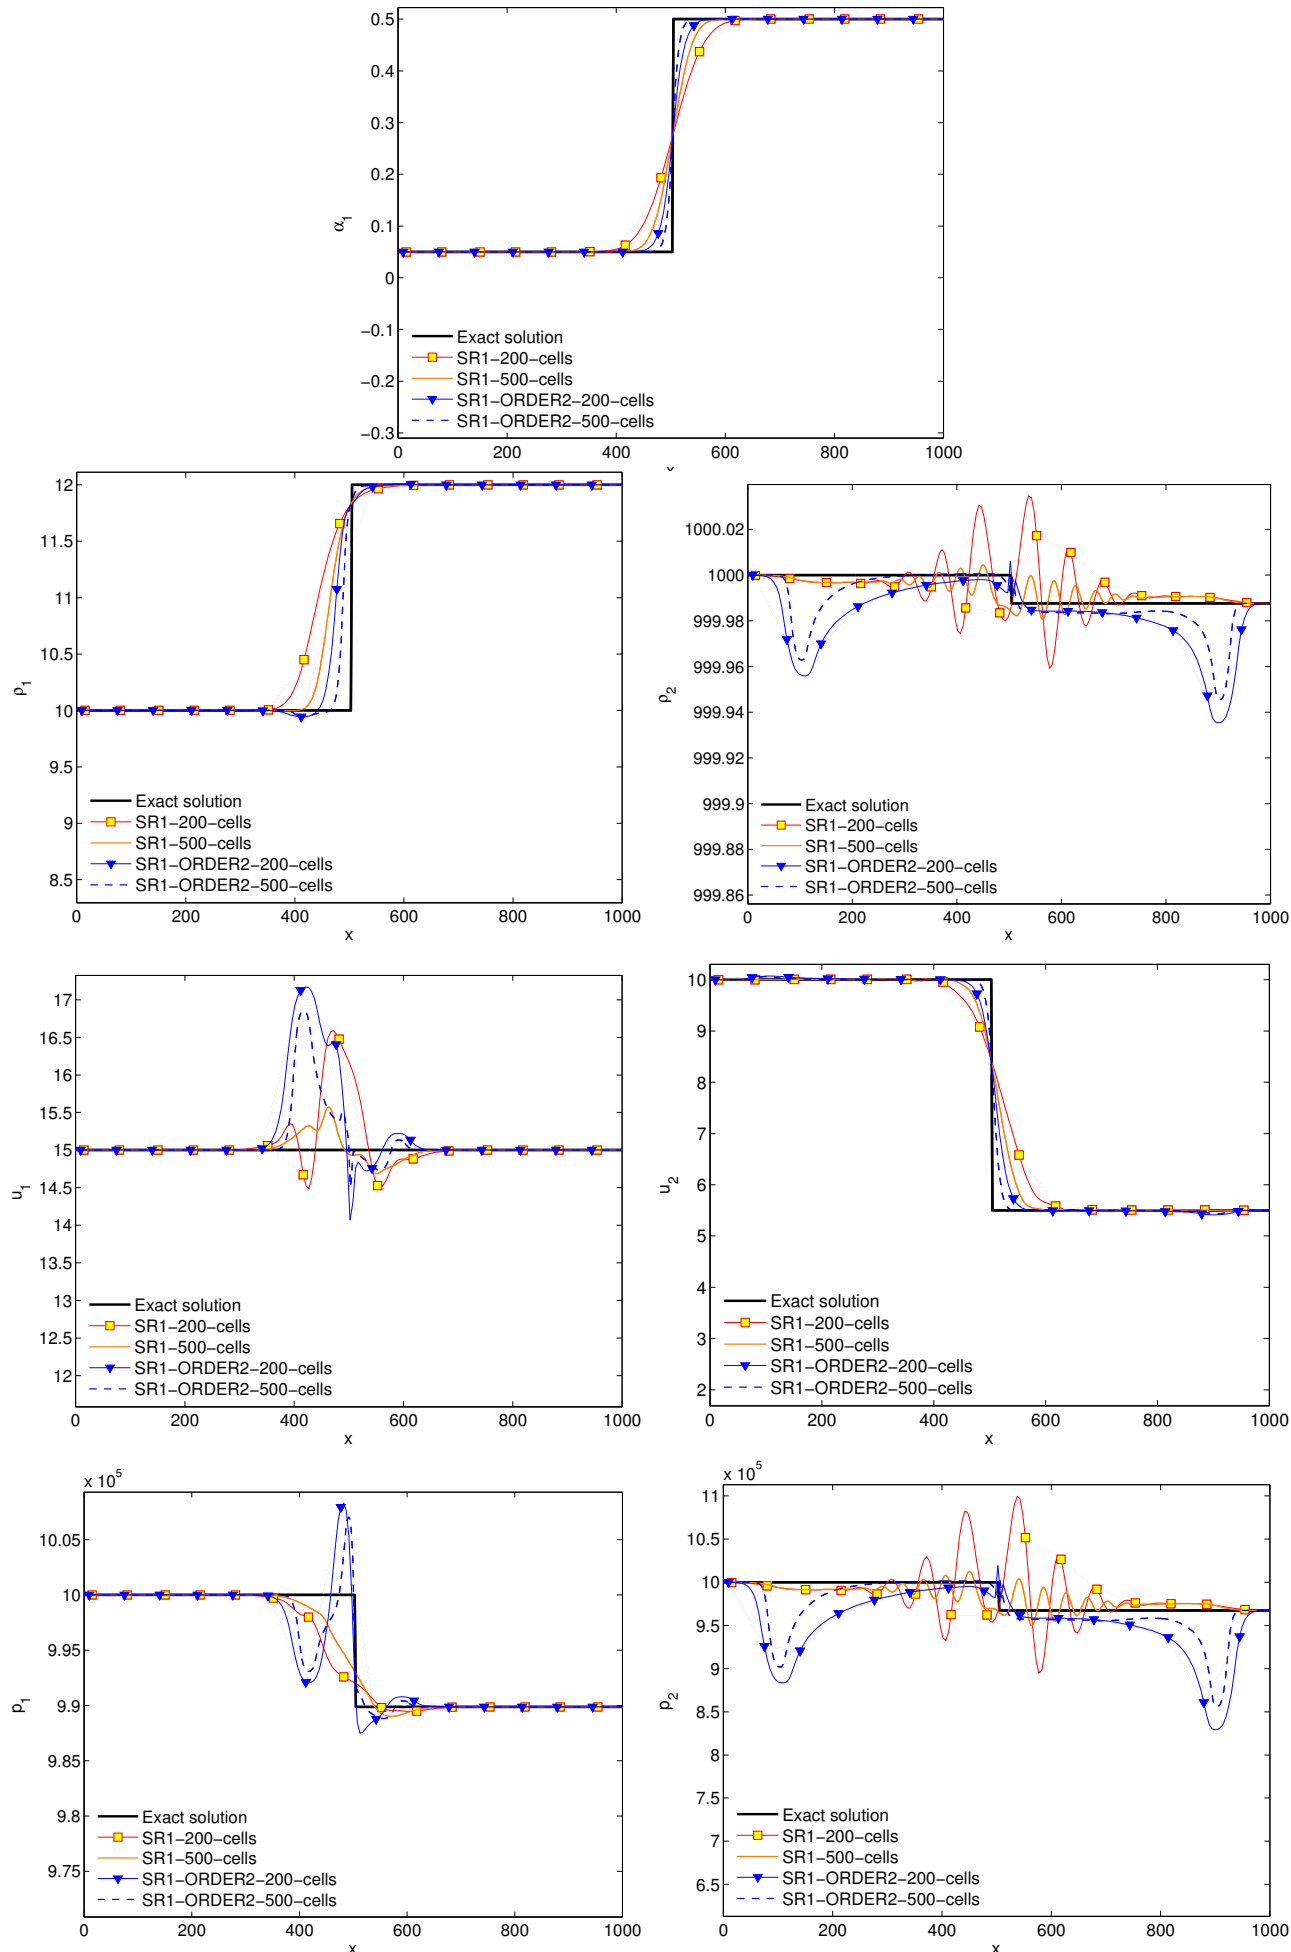 0.5
0.4
0.3
0.2
0.1
0
−0.1
−0.2
−0.3
α1
Exact solution
SR1−200−cells
SR1−500−cells
SR1−ORDER2−200−cells
SR1−ORDER2−500−cells
0 200 400 600 800 1000
x
12
11.5
11
10.5
10
9.5
9
8.5
ρ1
Exact solution
SR1−200−cells
SR1−500−cells
SR1−ORDER2−200−cells
SR1−ORDER2−500−cells
0 200 400 600 800 1000
x
1000.02
1000
999.98
999.96
999.94
999.92
999.9
999.88
999.86
ρ2
Exact solution
SR1−200−cells
SR1−500−cells
SR1−ORDER2−200−cells
SR1−ORDER2−500−cells
0 200 400 600 800 1000
x
17
16.5
16
15.5
15
14.5
14
13.5
13
12.5
12
u1
Exact solution
SR1−200−cells
SR1−500−cells
SR1−ORDER2−200−cells
SR1−ORDER2−500−cells
0 200 400 600 800 1000
x
10
9
8
7
6
5
4
3
2
u2
Exact solution
SR1−200−cells
SR1−500−cells
SR1−ORDER2−200−cells
SR1−ORDER2−500−cells
0 200 400 600 800 1000
x
x 10^5
10.05
10
9.95
9.9
9.85
9.8
9.75
p1
Exact solution
SR1−200−cells
SR1−500−cells
SR1−ORDER2−200−cells
SR1−ORDER2−500−cells
0 200 400 600 800 1000
x
x 10^5
11
10.5
10
9.5
9
8.5
8
7.5
7
6.5
p2
Exact solution
SR1−200−cells
SR1−500−cells
SR1−ORDER2−200−cells
SR1−ORDER2−500−cells
0 200 400 600 800 1000
x